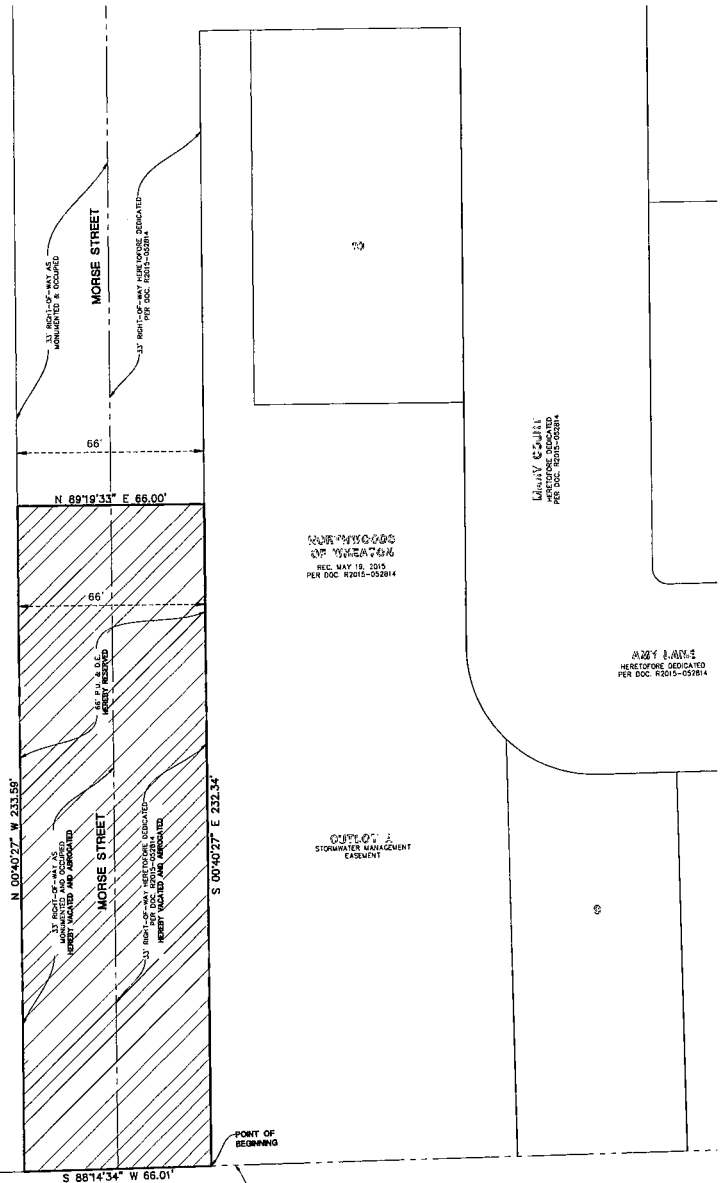 33' RIGHT-OF-WAY AS
MONUMENTED & OCCUPIED
MORSE STREET
33' RIGHT-OF-WAY HERETOFORE DEDICATED
PER DOC. R2015-052814
66'
N 89°19'33" E 66.00'
66'
66' P.U. & D.E.
HEREBY RESERVED
N 00°40'27" W 233.59'
33' RIGHT-OF-WAY AS
MONUMENTED AND OCCUPIED
HEREBY VACATED AND ABROGATED
MORSE STREET
33' RIGHT-OF-WAY HERETOFORE DEDICATED
PER DOC. R2015-052814
HEREBY VACATED AND ABROGATED
S 00°40'27" E 232.34'
S 88°14'34" W 66.01'
POINT OF
BEGINNING
10
NORTHWOODS
OF WHEATON
REC. MAY 19, 2015
PER DOC. R2015-052814
OUTLOT A
STORMWATER MANAGEMENT
EASEMENT
COURT
HERETOFORE DEDICATED
PER DOC. R2015-052814
AMY LANE
HERETOFORE DEDICATED
PER DOC. R2015-052814